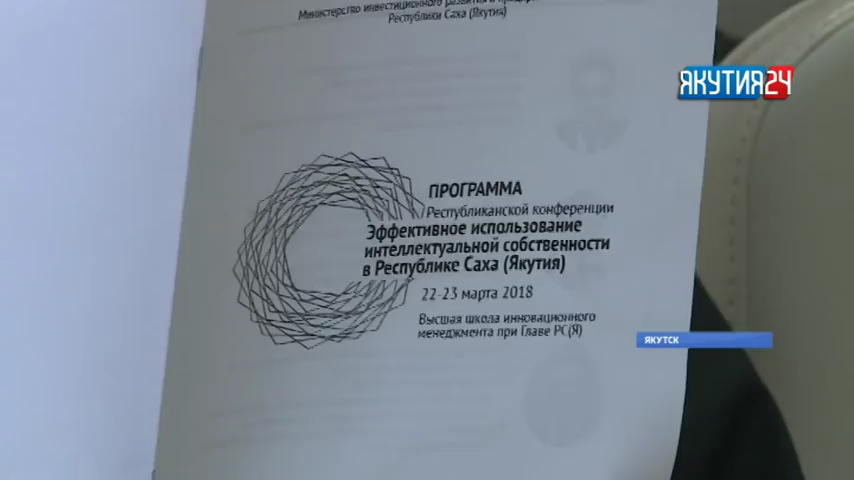 Министерство инвестиционного развития и
Республики Саха (Якутия)
ЯКУТИЯ24
ПРОГРАММА
Республиканской конференции
Эффективное использование
интеллектуальной собственности
в Республике Саха (Якутия)
22-23 марта 2018
Высшая школа инновационного
менеджмента при Главе РС(Я)
ЯКУТСК